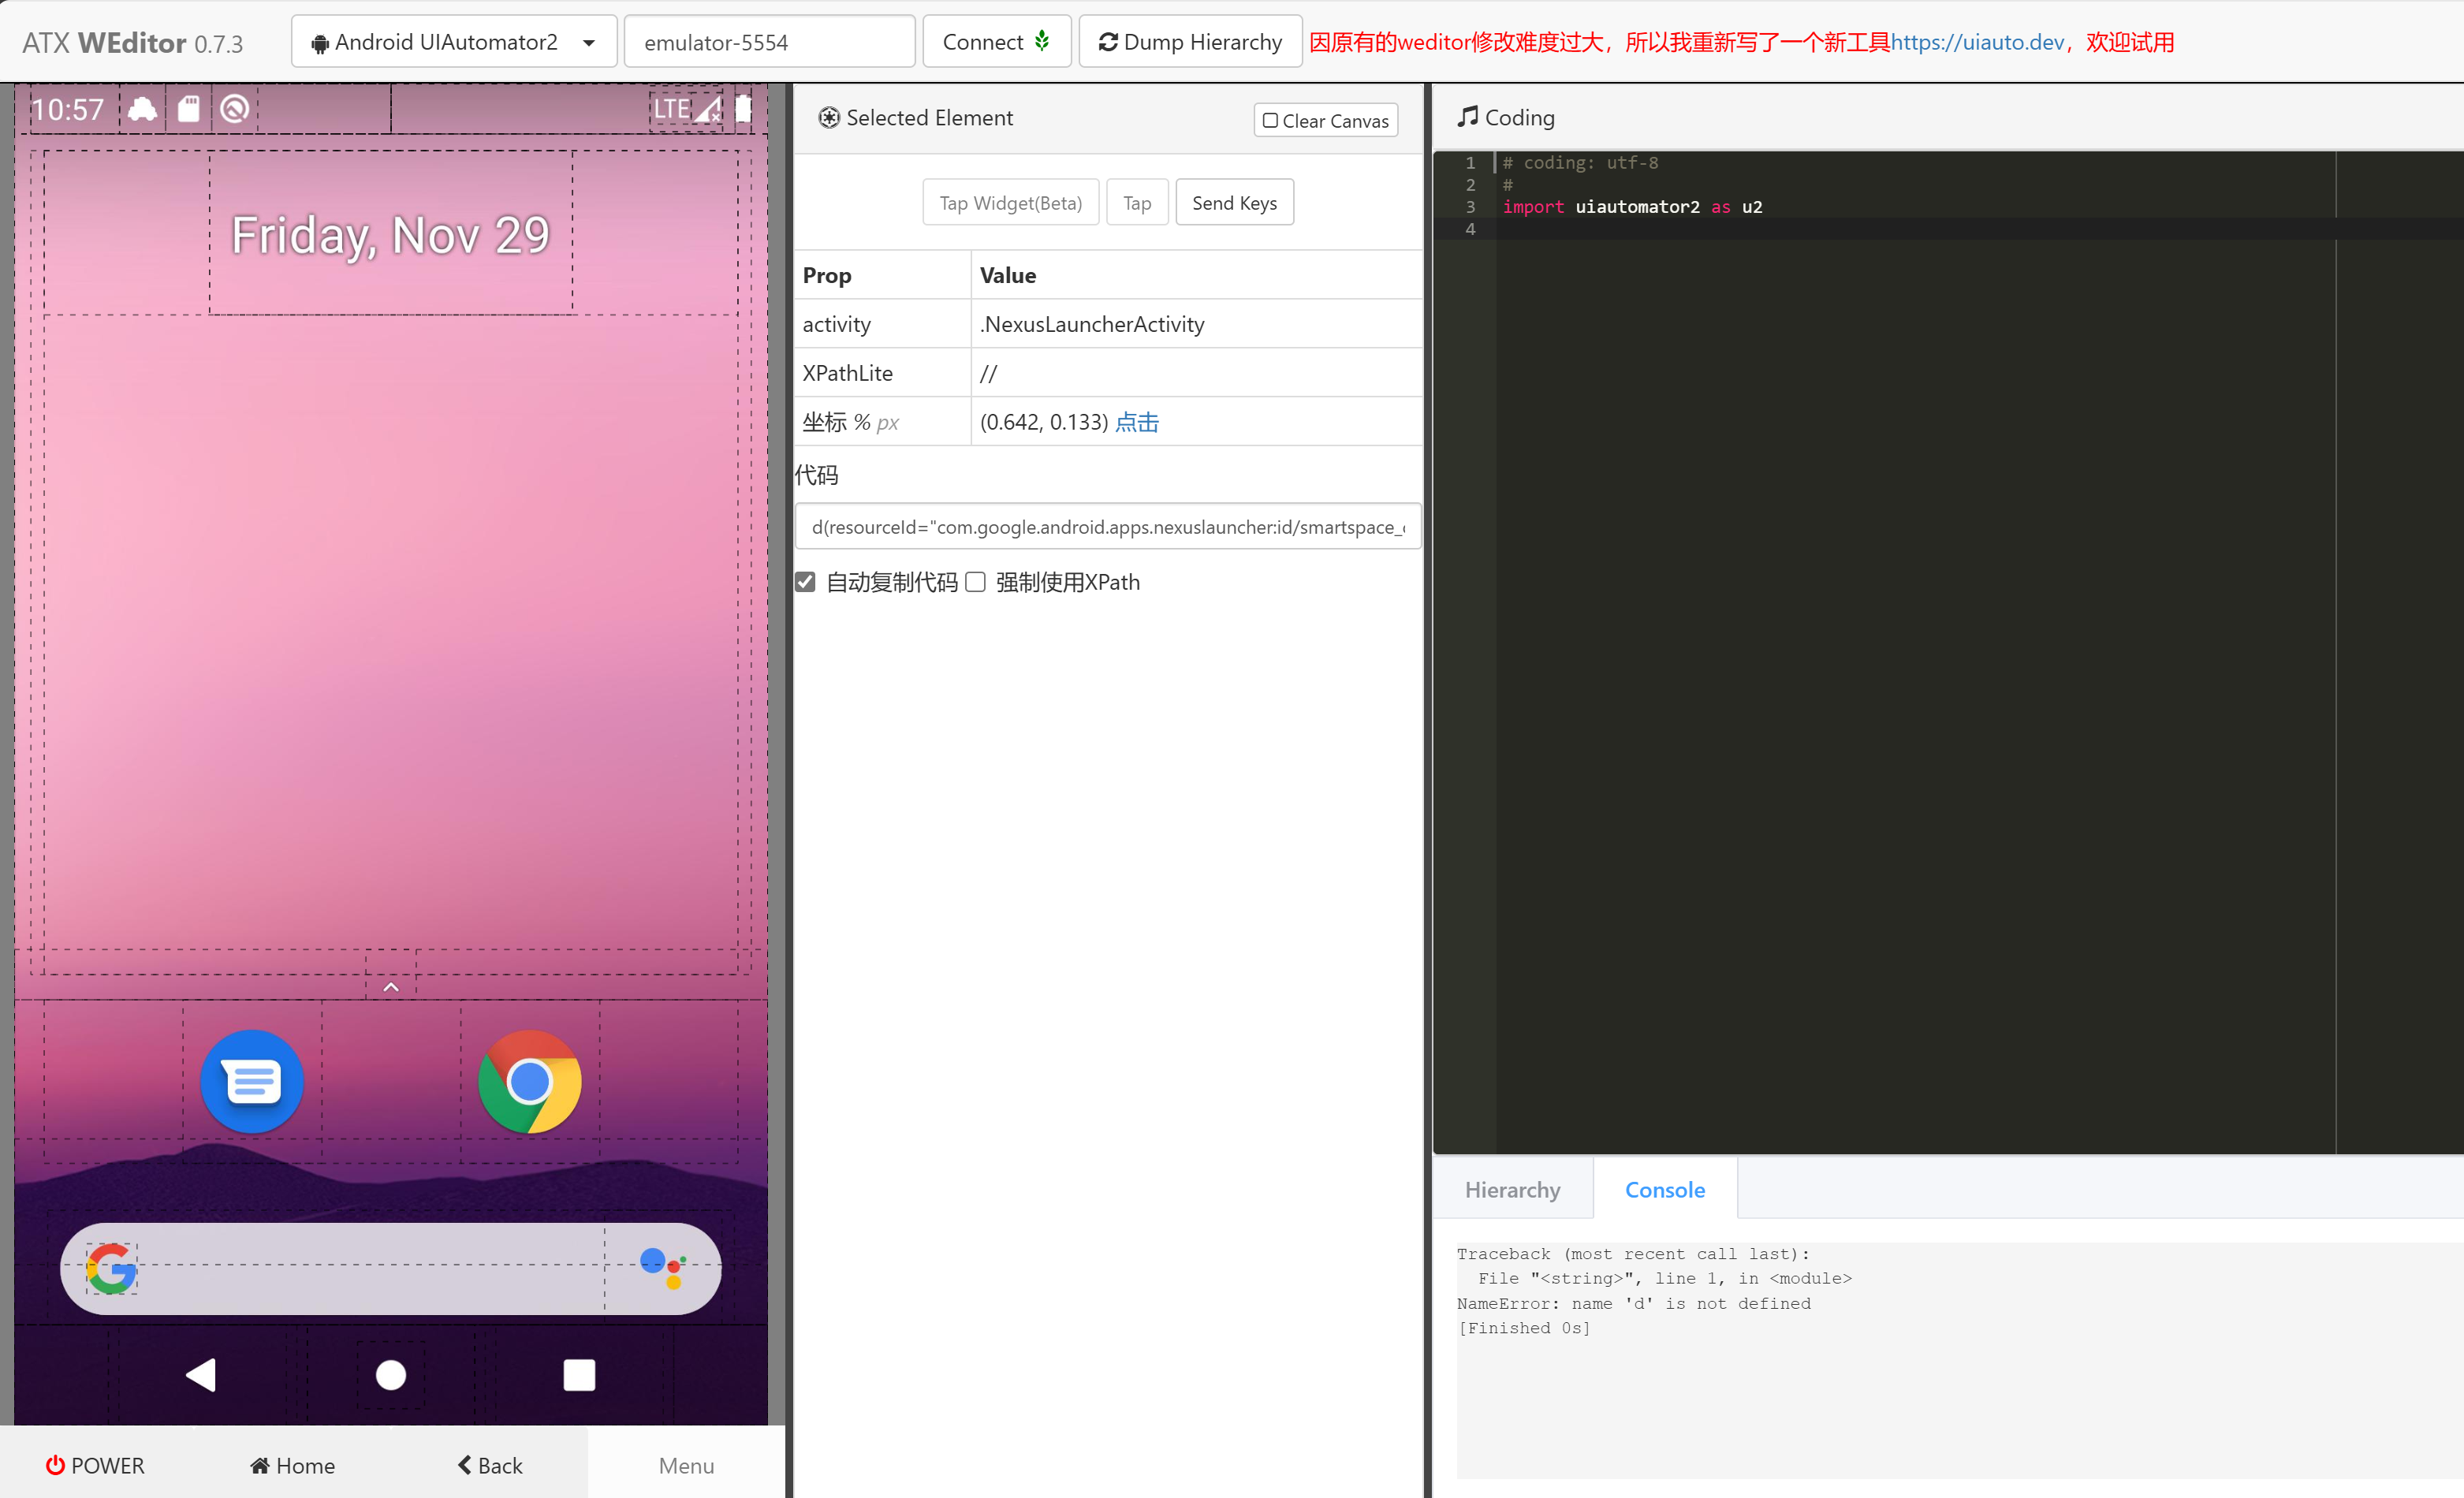 ATX WEditor 0.7.3
Android UIAutomator2
emulator-5554
Connect
Dump Hierarchy
因原有的weditor修改难度过大，所以我重新写了一个新工具https://uiauto.dev，欢迎试用
10:57
LTE
Friday, Nov 29
POWER
Home
Back
Menu
Selected Element
Clear Canvas
Tap Widget(Beta)
Tap
Send Keys
Prop Value
activity .NexusLauncherActivity
XPathLite //
坐标 % px (0.642, 0.133) 点击
代码
d(resourceId="com.google.android.apps.nexuslauncher:id/smartspace_
自动复制代码 强制使用XPath
Coding
1 # coding: utf-8
2 #
3 import uiautomator2 as u2
4
Hierarchy
Console
Traceback (most recent call last):
File "<string>", line 1, in <module>
NameError: name 'd' is not defined
[Finished 0s]